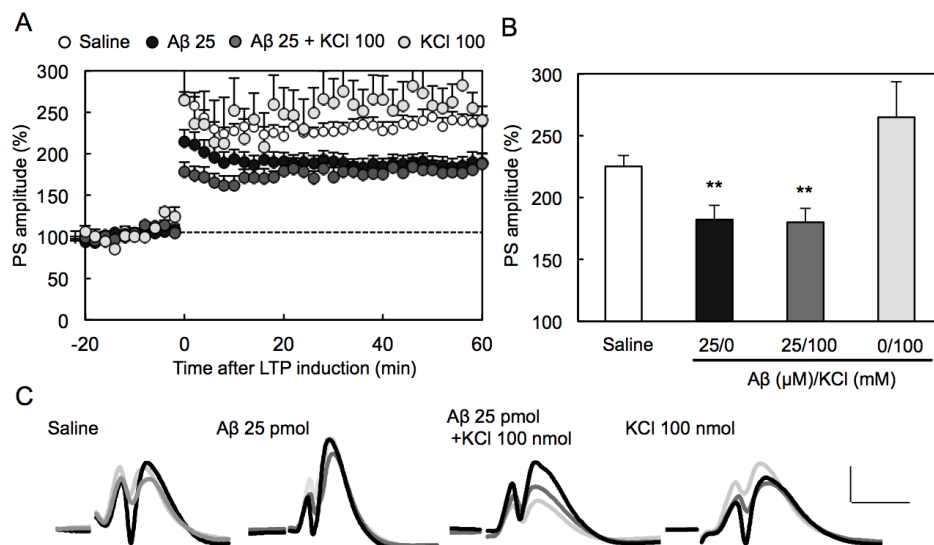 A
Saline Aβ 25 Aβ 25 + KCl 100 KCl 100
PS amplitude (%)
300
250
200
150
100
50
0
-20 0 20 40 60
Time after LTP induction (min)
B
PS amplitude (%)
300
250
200
150
100
** **
Saline 25/0 25/100 0/100
Aβ (μM)/KCl (mM)
C
Saline
Aβ 25 pmol
Aβ 25 pmol
+KCl 100 nmol
KCl 100 nmol